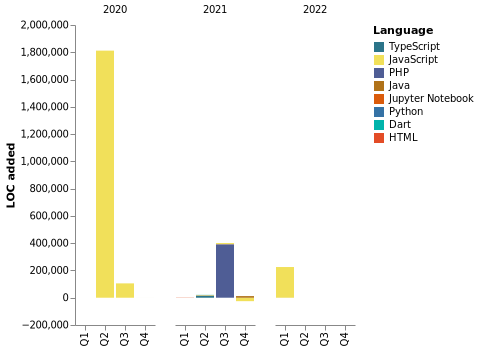 2020 2021 2022
2,000,000
1,800,000
1,600,000
1,400,000
1,200,000
1,000,000
800,000
600,000
400,000
200,000
0
−200,000
LOC added
Q1 Q2 Q3 Q4 Q1 Q2 Q3 Q4 Q1 Q2 Q3 Q4
Language
TypeScript
JavaScript
PHP
Java
Jupyter Notebook
Python
Dart
HTML